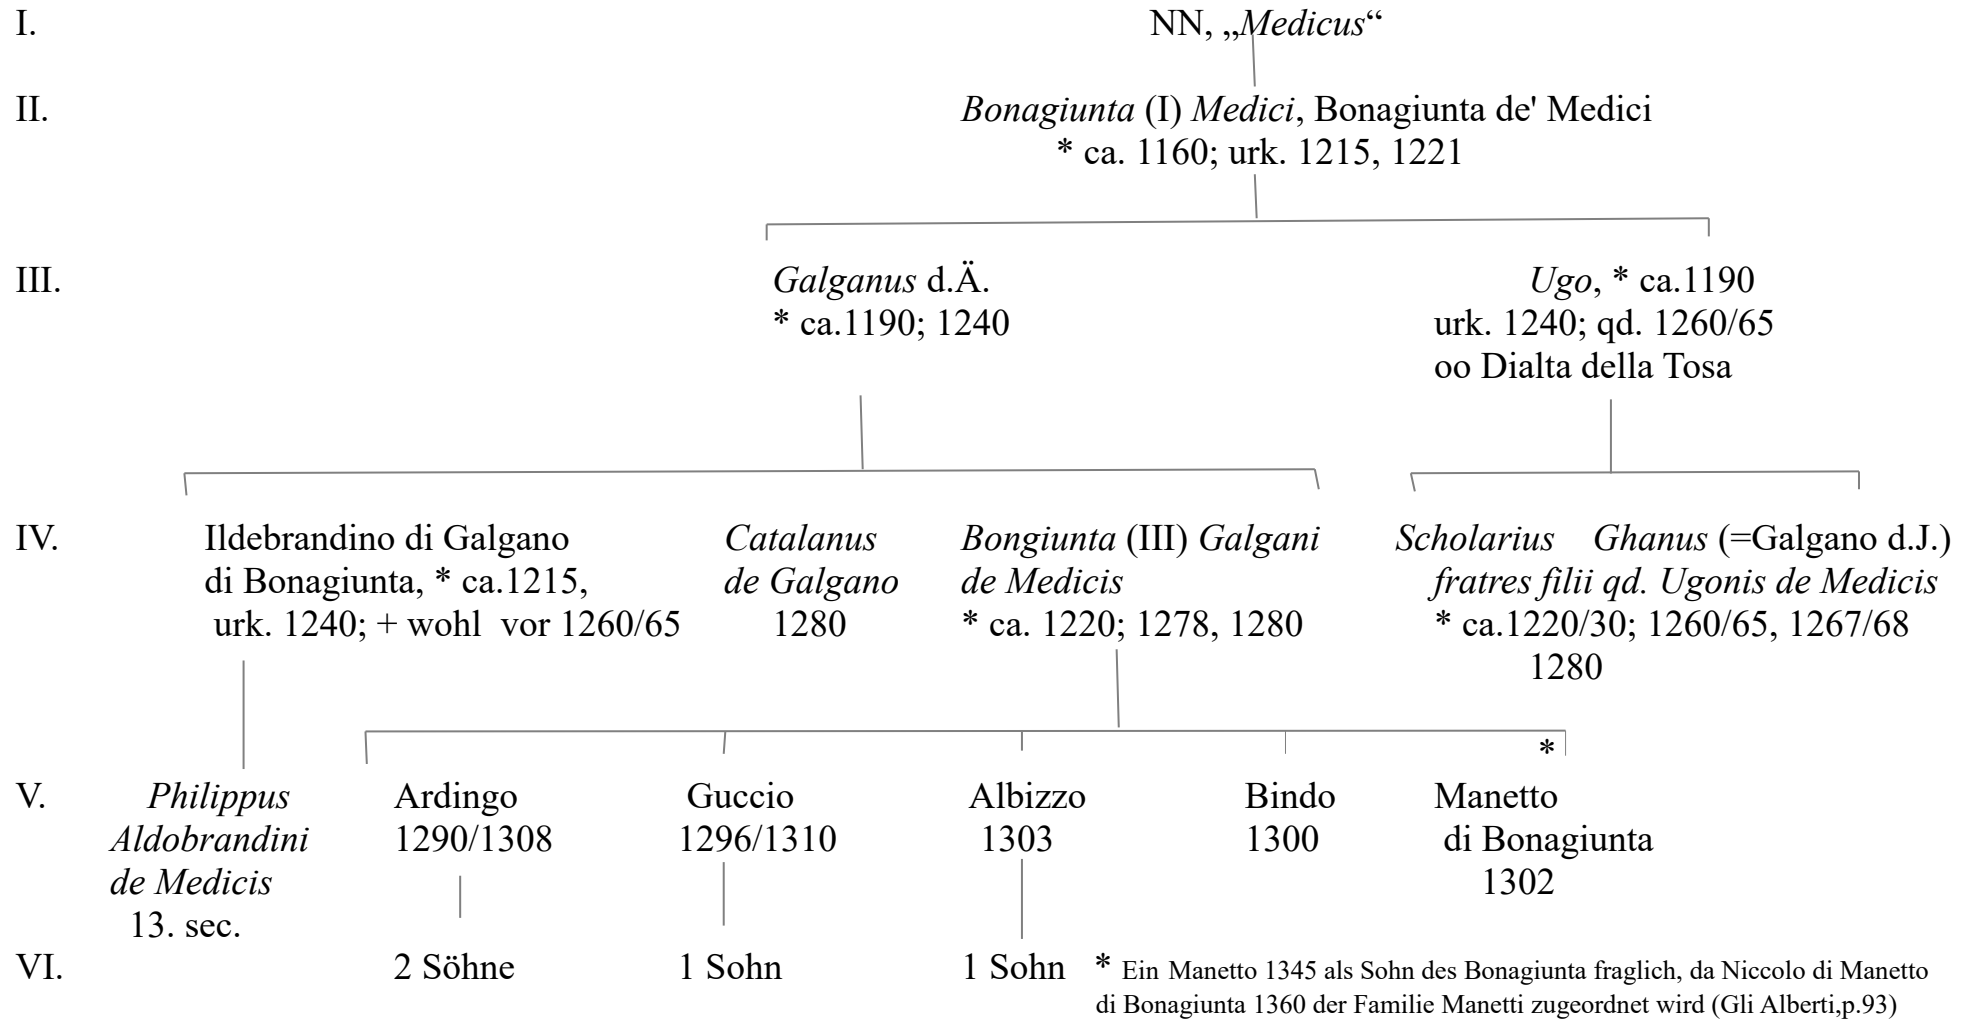 I. NN, „Medicus“
II. Bonagiunta (I) Medici, Bonagiunta de' Medici
* ca. 1160; urk. 1215, 1221
III. Galganus d.Ä. Ugo, * ca.1190
* ca.1190; 1240 urk. 1240; qd. 1260/65
oo Dialta della Tosa
IV. Ildebrandino di Galgano Catalanus Bongiunta (III) Galgani Scholarius Ghanus (=Galgano d.J.)
di Bonagiunta, * ca.1215, de Galgano de Medicis fratres filii qd. Ugonis de Medicis
urk. 1240; + wohl vor 1260/65 1280 * ca. 1220; 1278, 1280 * ca.1220/30; 1260/65, 1267/68
1280
*
V. Philippus Ardingo Guccio Albizzo Bindo Manetto
Aldobrandini 1290/1308 1296/1310 1303 1300 di Bonagiunta
de Medicis 1302
13. sec.
VI. 2 Söhne 1 Sohn 1 Sohn * Ein Manetto 1345 als Sohn des Bonagiunta fraglich, da Niccolo di Manetto
di Bonagiunta 1360 der Familie Manetti zugeordnet wird (Gli Alberti,p.93)